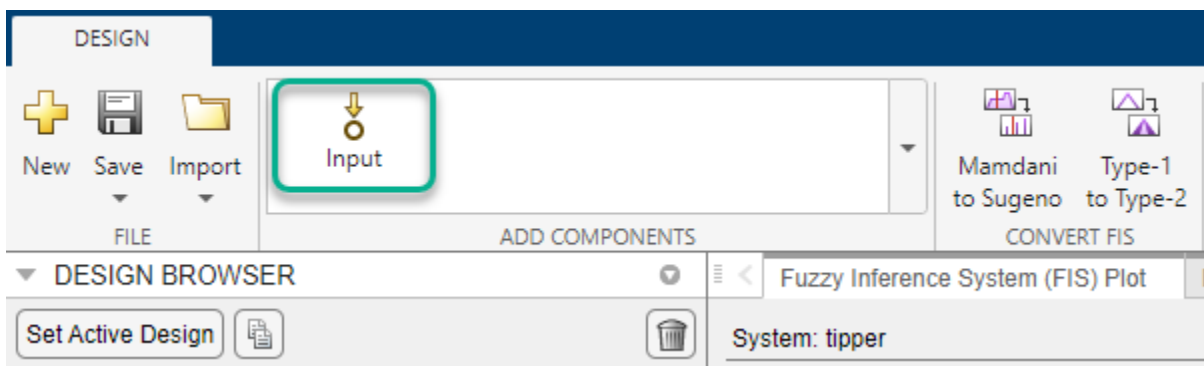 DESIGN
New Save Import
Input
Mamdani
to Sugeno
Type-1
to Type-2
FILE
ADD COMPONENTS
CONVERT FIS
DESIGN BROWSER
Fuzzy Inference System (FIS) Plot
Set Active Design
System: tipper